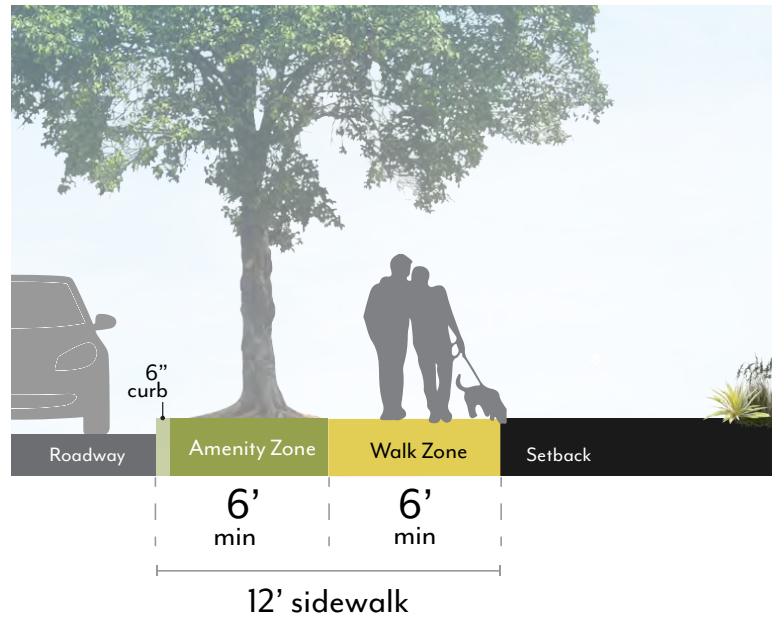 6”
curb
Roadway
Amenity Zone
Walk Zone
Setback
6’
min
6’
min
12’ sidewalk